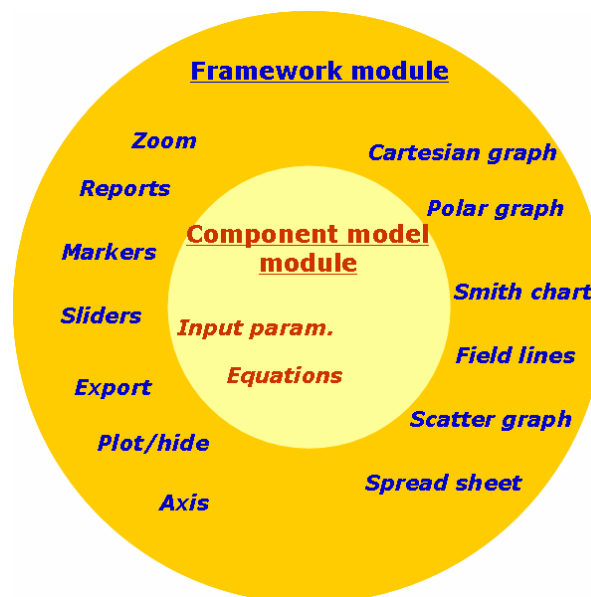 Framework module
Zoom
Reports
Markers
Sliders
Export
Plot/hide
Axis
Component model
module
Input param.
Equations
Cartesian graph
Polar graph
Smith chart
Field lines
Scatter graph
Spread sheet